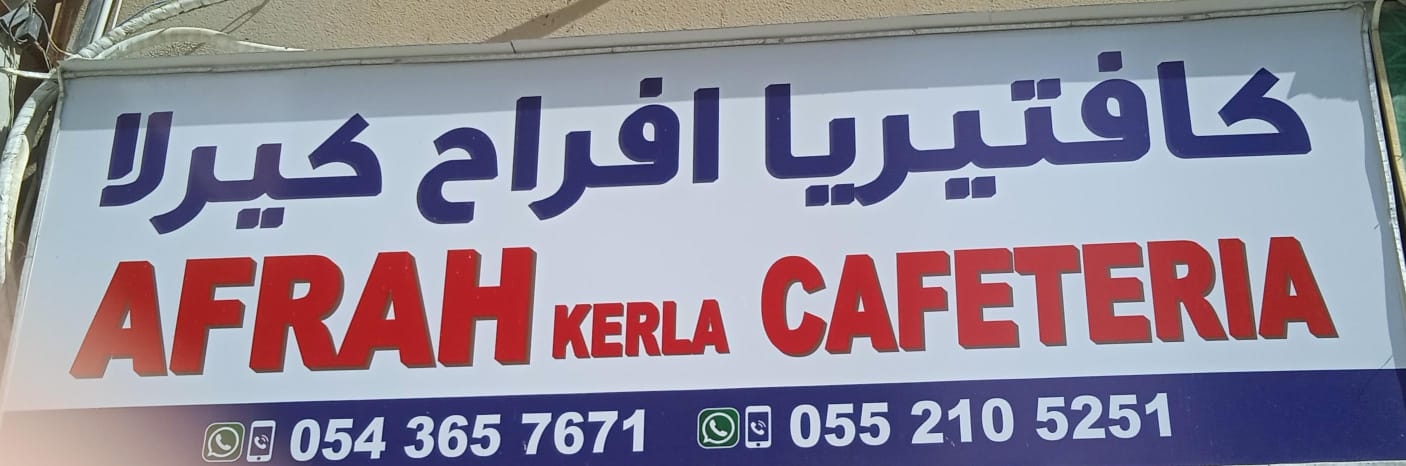 كافتيريا افراح كيرلا
AFRAH KERLA CAFETERIA
054 365 7671 055 210 5251